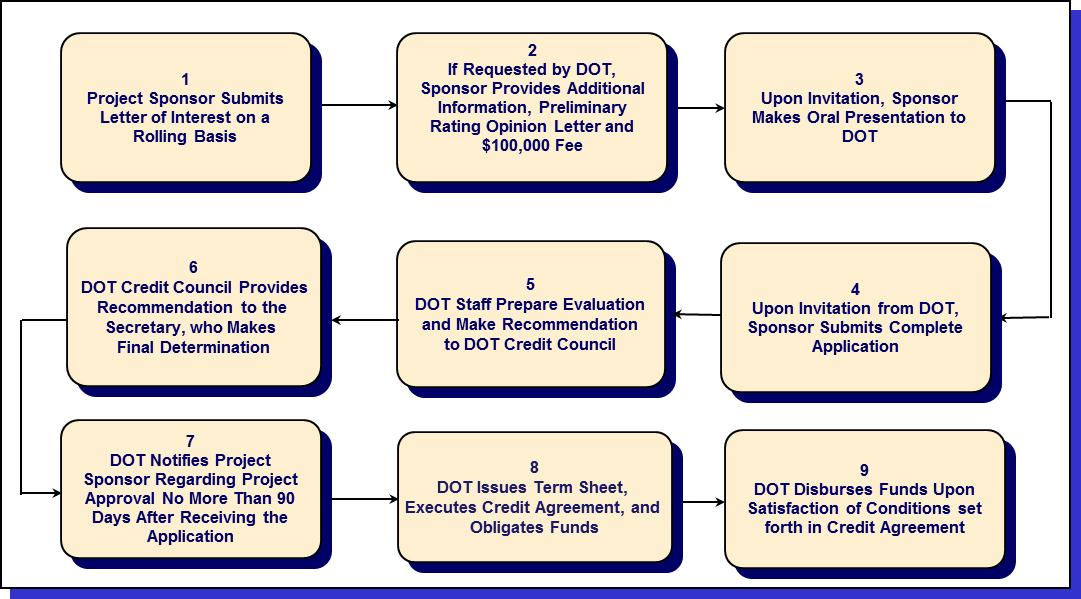 1
Project Sponsor Submits
Letter of Interest on a
Rolling Basis
2
If Requested by DOT,
Sponsor Provides Additional
Information, Preliminary
Rating Opinion Letter and
$100,000 Fee
3
Upon Invitation, Sponsor
Makes Oral Presentation to
DOT
4
Upon Invitation from DOT,
Sponsor Submits Complete
Application
5
DOT Staff Prepare Evaluation
and Make Recommendation
to DOT Credit Council
6
DOT Credit Council Provides
Recommendation to the
Secretary, who Makes
Final Determination
7
DOT Notifies Project
Sponsor Regarding Project
Approval No More Than 90
Days After Receiving the
Application
8
DOT Issues Term Sheet,
Executes Credit Agreement, and
Obligates Funds
9
DOT Disburses Funds Upon
Satisfaction of Conditions set
forth in Credit Agreement